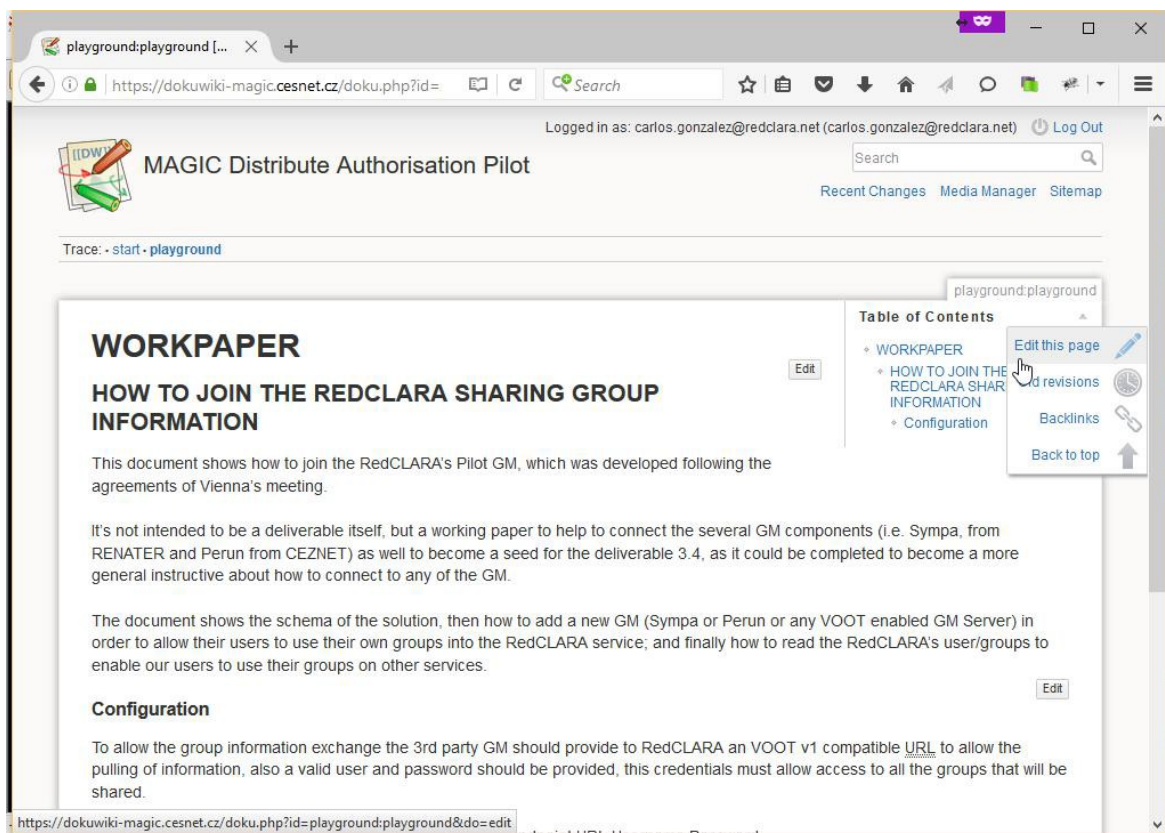 playground:playground [...
https://dokuwiki-magic.cesnet.cz/doku.php?id=
Search
Logged in as: carlos.gonzalez@redclara.net (carlos.gonzalez@redclara.net) Log Out
[[DW]]
MAGIC Distribute Authorisation Pilot
Search
Recent Changes Media Manager Sitemap
Trace: • start • playground
playground:playground
Table of Contents
WORKPAPER
HOW TO JOIN THE
REDCLARA SHAR
INFORMATION
Configuration
Edit this page
Old revisions
Backlinks
Back to top
WORKPAPER
Edit
HOW TO JOIN THE REDCLARA SHARING GROUP
INFORMATION
This document shows how to join the RedCLARA's Pilot GM, which was developed following the
agreements of Vienna's meeting.
It's not intended to be a deliverable itself, but a working paper to help to connect the several GM components (i.e. Sympa, from
RENATER and Perun from CEZNET) as well to become a seed for the deliverable 3.4, as it could be completed to become a more
general instructive about how to connect to any of the GM.
The document shows the schema of the solution, then how to add a new GM (Sympa or Perun or any VOOT enabled GM Server) in
order to allow their users to use their own groups into the RedCLARA service; and finally how to read the RedCLARA's user/groups to
enable our users to use their groups on other services.
Edit
Configuration
To allow the group information exchange the 3rd party GM should provide to RedCLARA an VOOT v1 compatible URL to allow the
pulling of information, also a valid user and password should be provided, this credentials must allow access to all the groups that will be
shared.
https://dokuwiki-magic.cesnet.cz/doku.php?id=playground:playground&do=edit